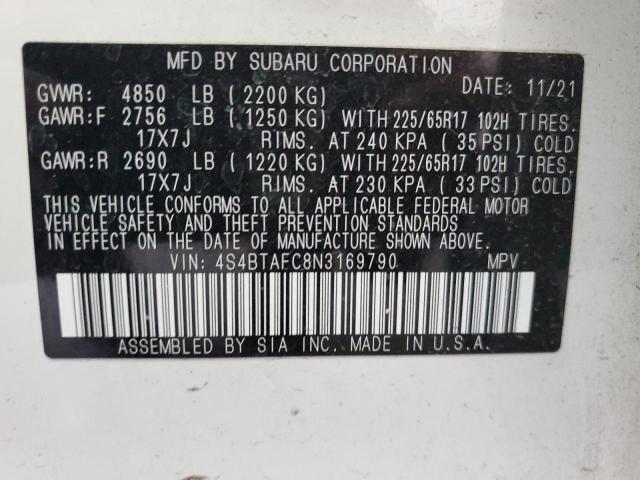 MFD BY SUBARU CORPORATION
DATE: 11/21
GVWR: 4850 LB (2200 KG)
GAWR:F 2756 LB (1250 KG) WITH 225/65R17 102H TIRES.
17X7J RIMS. AT 240 KPA (35 PSI) COLD
GAWR:R 2690 LB (1220 KG) WITH 225/65R17 102H TIRES.
17X7J RIMS. AT 230 KPA (33 PSI) COLD
THIS VEHICLE CONFORMS TO ALL APPLICABLE FEDERAL MOTOR
VEHICLE SAFETY AND THEFT PREVENTION STANDARDS
IN EFFECT ON THE DATE OF MANUFACTURE SHOWN ABOVE.
VIN: 4S4BTAFC8N3169790 MPV
ASSEMBLED BY SIA INC. MADE IN U.S.A.